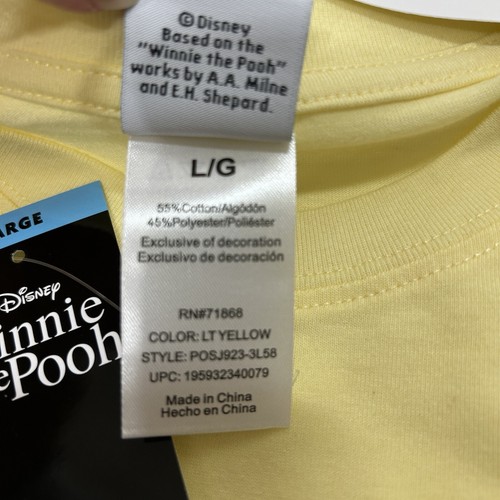 ©Disney
Based on the
"Winnie the Pooh"
works by A.A. Milne
and E.H. Shepard.
L/G
55%Cotton/Algodón
45%Polyester/Poliéster
Exclusive of decoration
Exclusivo de decoración
RN#71868
COLOR: LT YELLOW
STYLE: POSJ923-3L58
UPC: 195932340079
Made in China
Hecho en China
ARGE
Disney
innie
Pooh